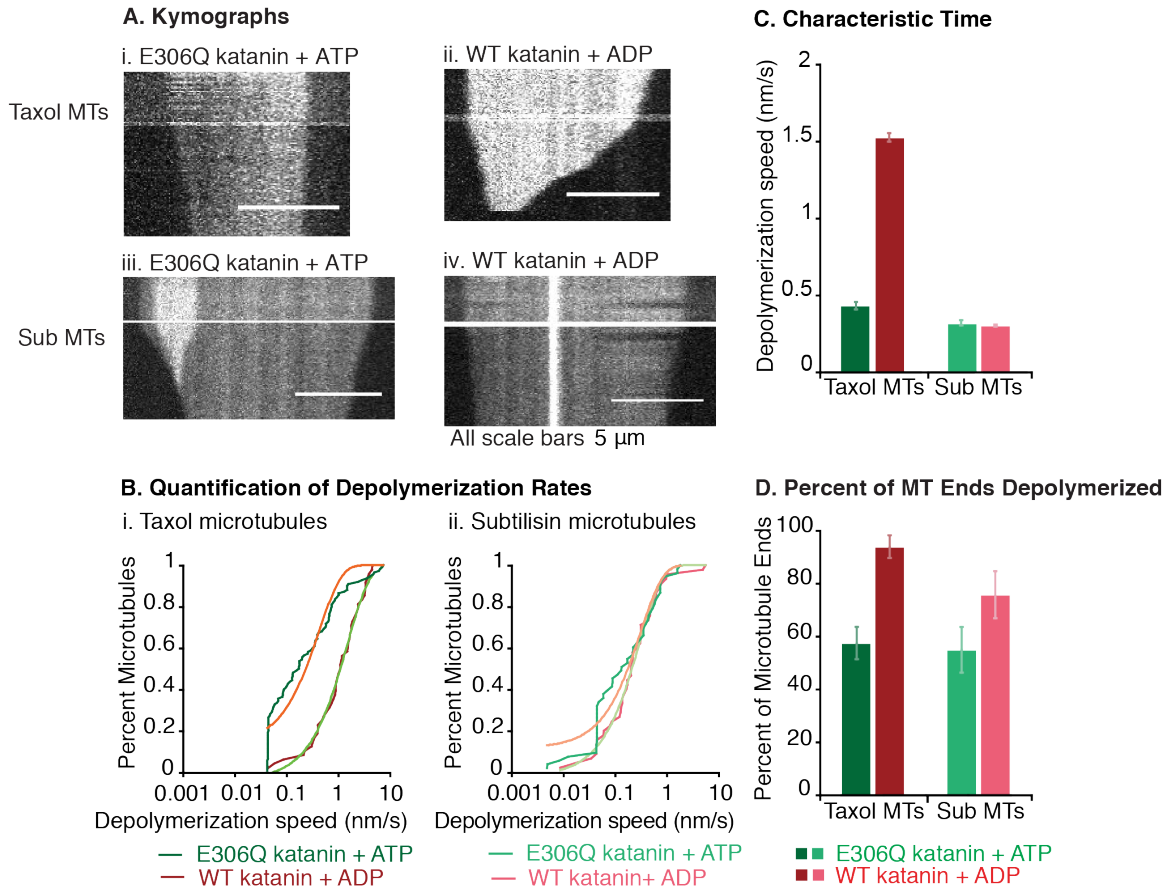 A. Kymographs
i. E306Q katanin + ATP
ii. WT katanin + ADP
Taxol MTs
iii. E306Q katanin + ATP
iv. WT katanin + ADP
Sub MTs
All scale bars 5 µm
B. Quantification of Depolymerization Rates
i. Taxol microtubules
Percent Microtubules
1
0.8
0.6
0.4
0.2
0
0.001 0.01 0.1 1 10
Depolymerization speed (nm/s)
E306Q katanin + ATP
WT katanin + ADP
ii. Subtilisin microtubules
Percent Microtubules
1
0.8
0.6
0.4
0.2
0
0.001 0.01 0.1 1 10
Depolymerization speed (nm/s)
E306Q katanin + ATP
WT katanin+ ADP
C. Characteristic Time
Depolymerization speed (nm/s)
2
1.5
1
0.5
0
Taxol MTs Sub MTs
D. Percent of MT Ends Depolymerized
Percent of Microtubule Ends
100
80
60
40
20
0
Taxol MTs Sub MTs
E306Q katanin + ATP
WT katanin + ADP